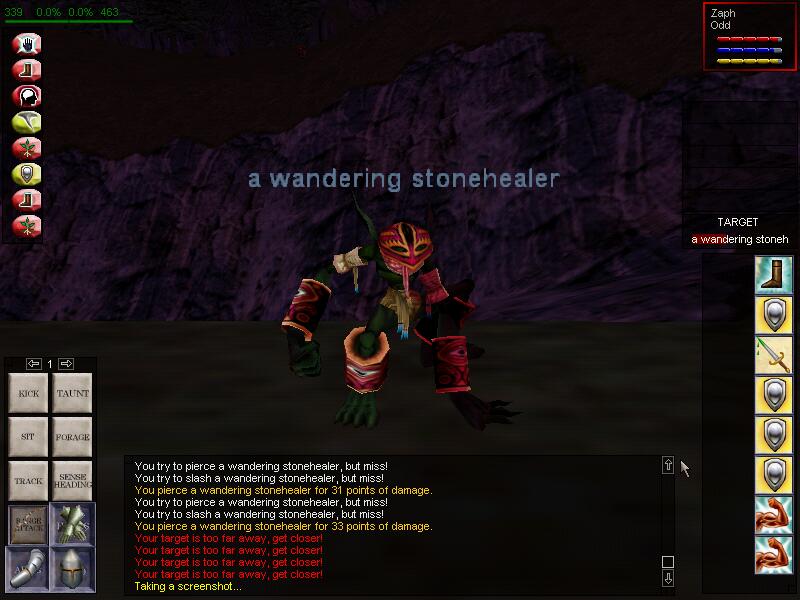 339 0.0% 0.0% 463
Zaph
Odd
a wandering stonehealer
TARGET
a wandering stoneh
1
KICK
TAUNT
SIT
FORAGE
TRACK
SENSE
HEADING
RANGE
ATTACK
You try to pierce a wandering stonehealer, but miss!
You try to slash a wandering stonehealer, but miss!
You pierce a wandering stonehealer for 31 points of damage.
You try to pierce a wandering stonehealer, but miss!
You try to slash a wandering stonehealer, but miss!
You pierce a wandering stonehealer for 33 points of damage.
Your target is too far away, get closer!
Your target is too far away, get closer!
Your target is too far away, get closer!
Your target is too far away, get closer!
Taking a screenshot...